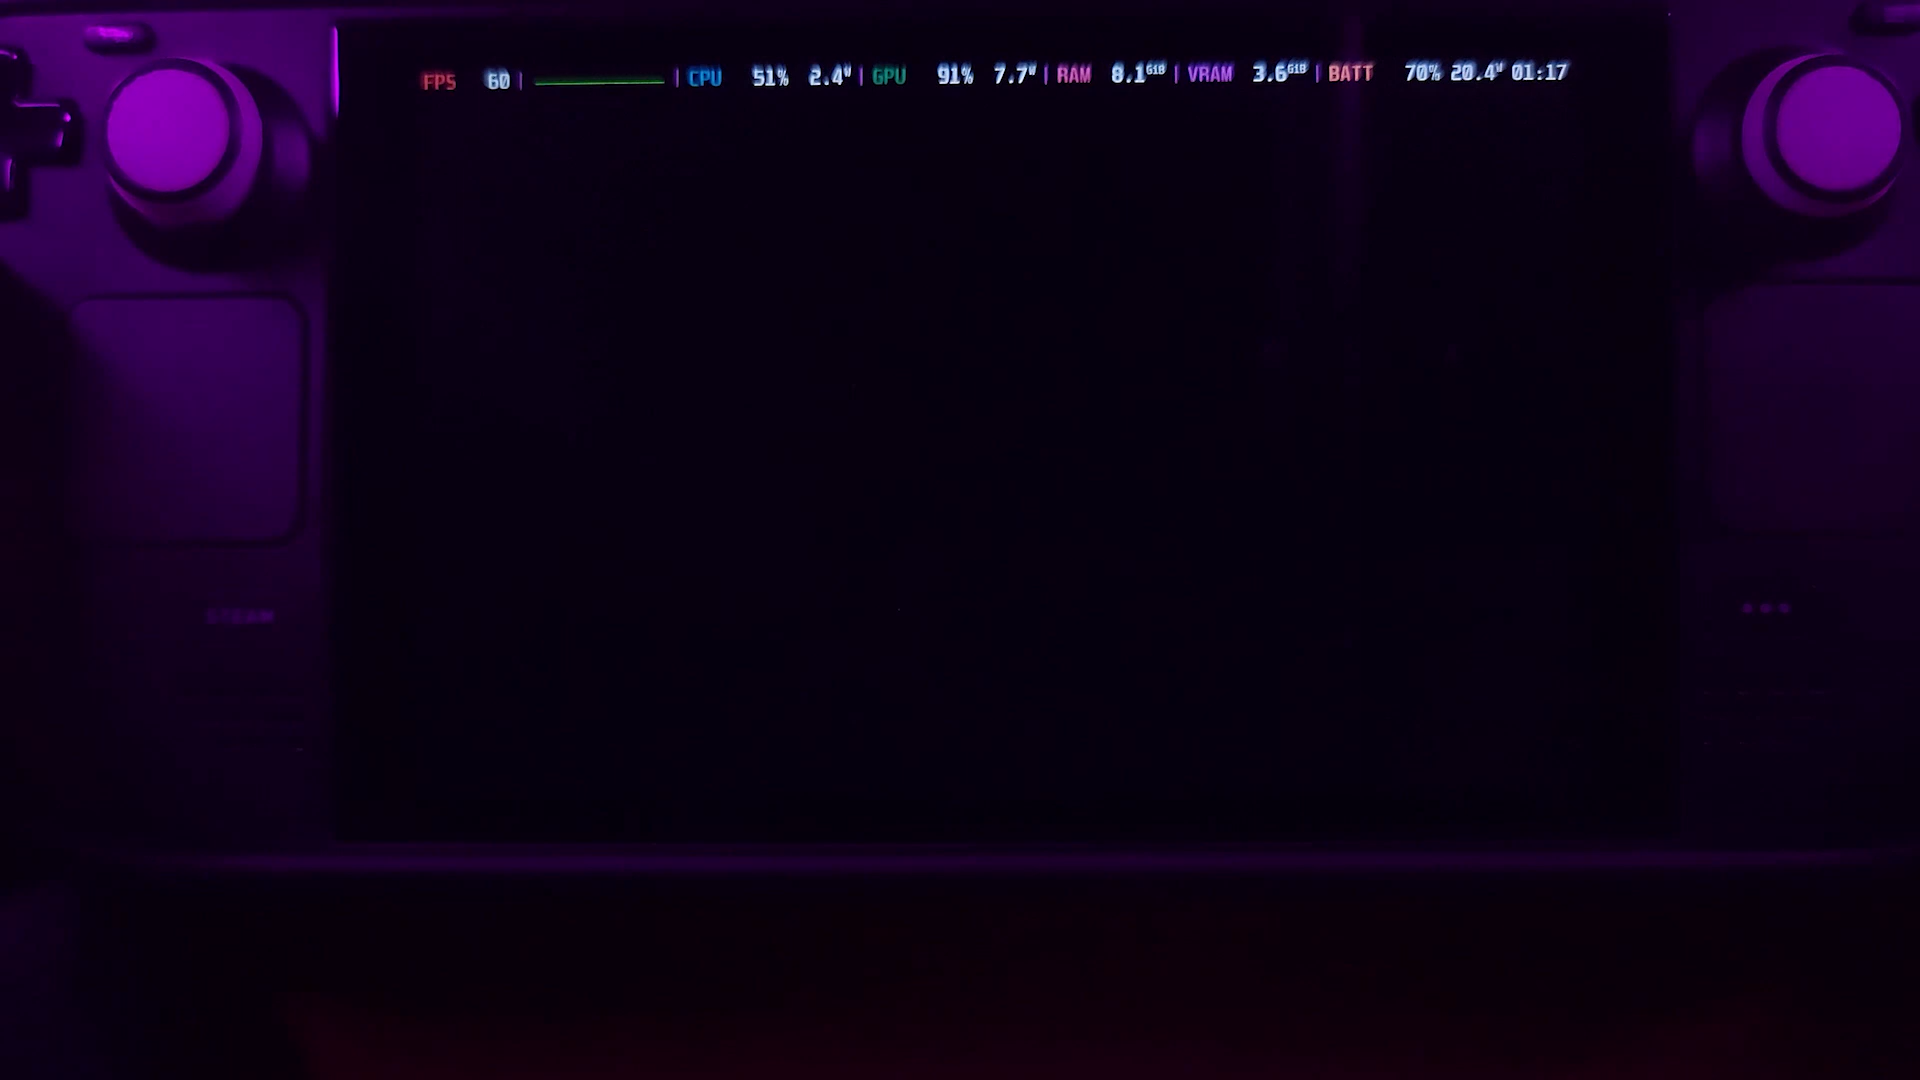 FPS 60 | | CPU 51% 2.4W | GPU 91% 7.7W | RAM 8.1GiB | VRAM 3.6GiB | BATT 70% 20.4W 01:17
STEAM